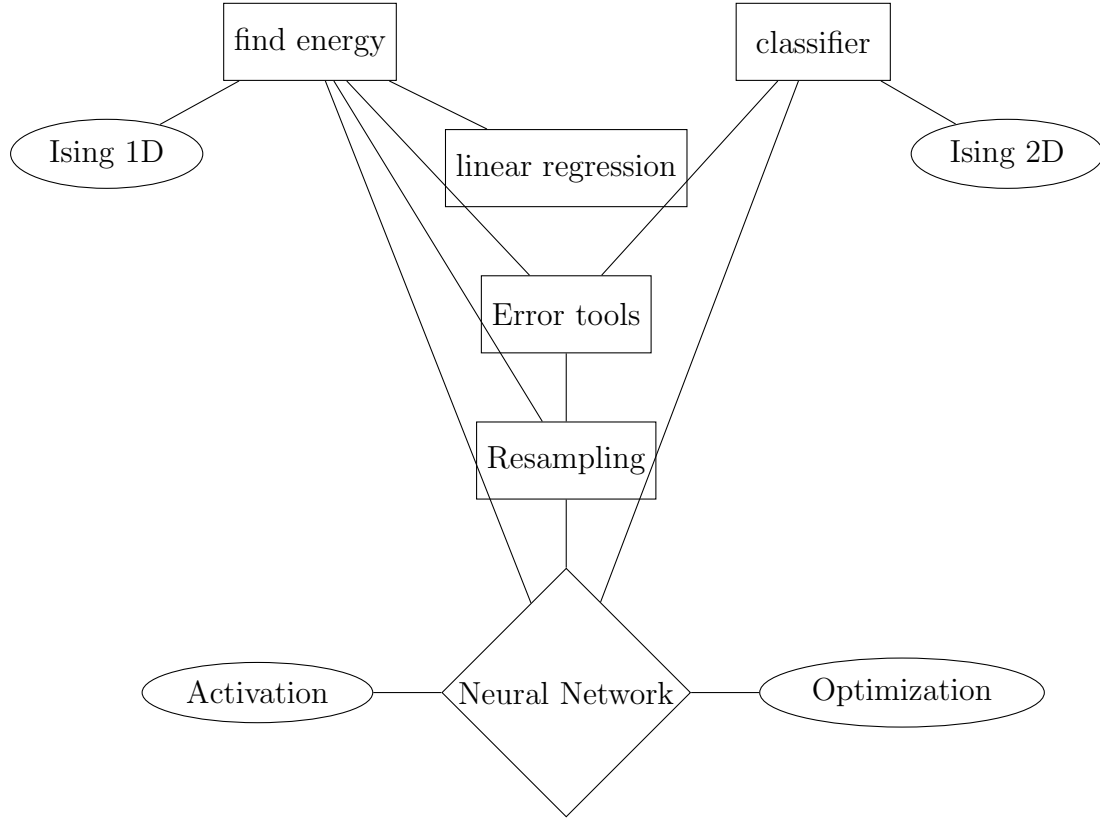 find energy
classifier
Ising 1D
linear regression
Ising 2D
Error tools
Resampling
Activation
Neural Network
Optimization